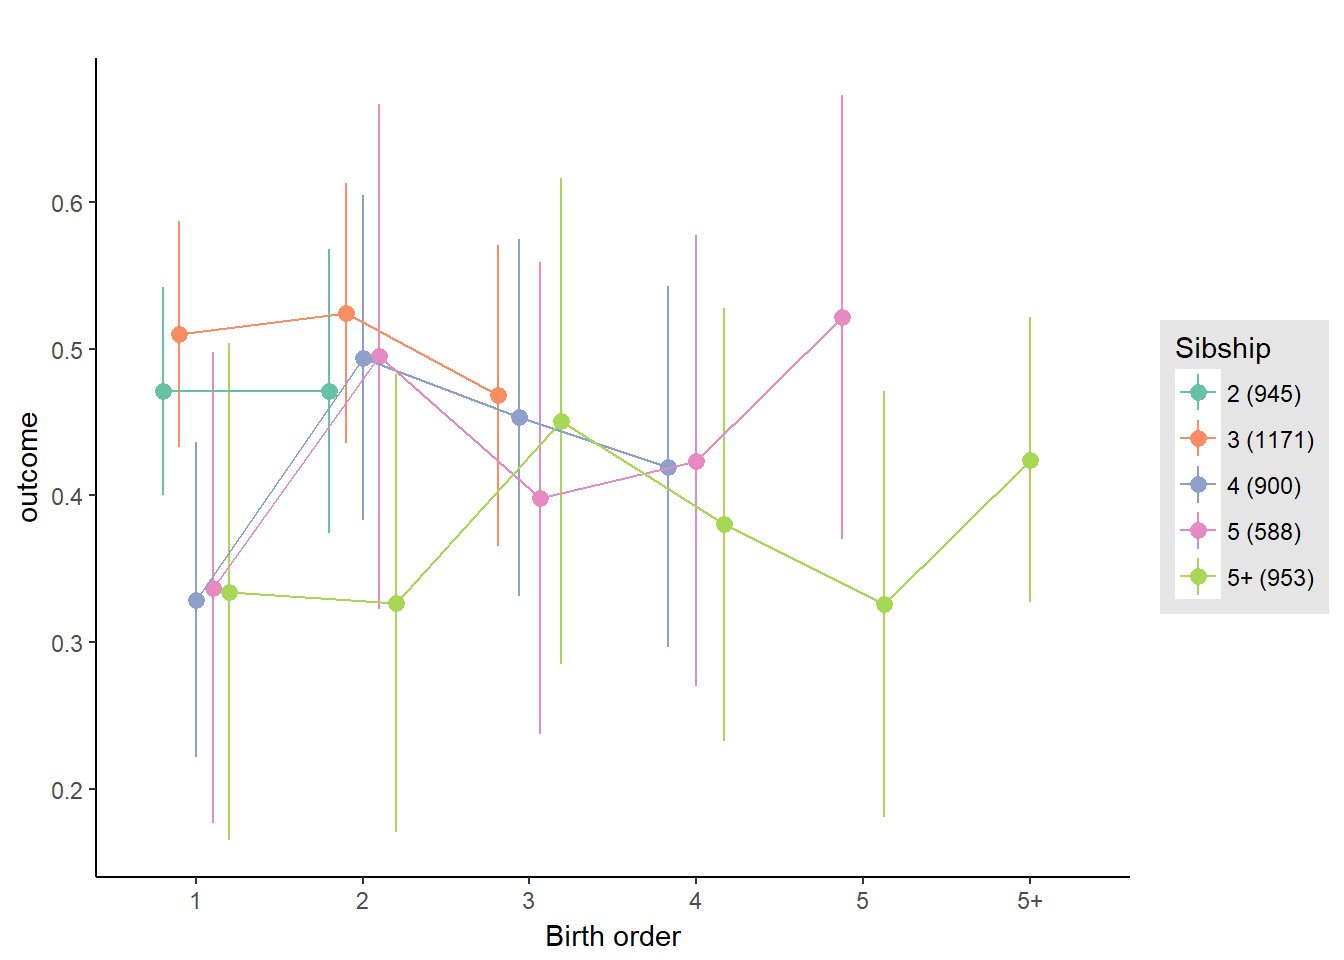 outcome
0.6
0.5
0.4
0.3
0.2
1 2 3 4 5 5+
Birth order
Sibship
2 (945)
3 (1171)
4 (900)
5 (588)
5+ (953)